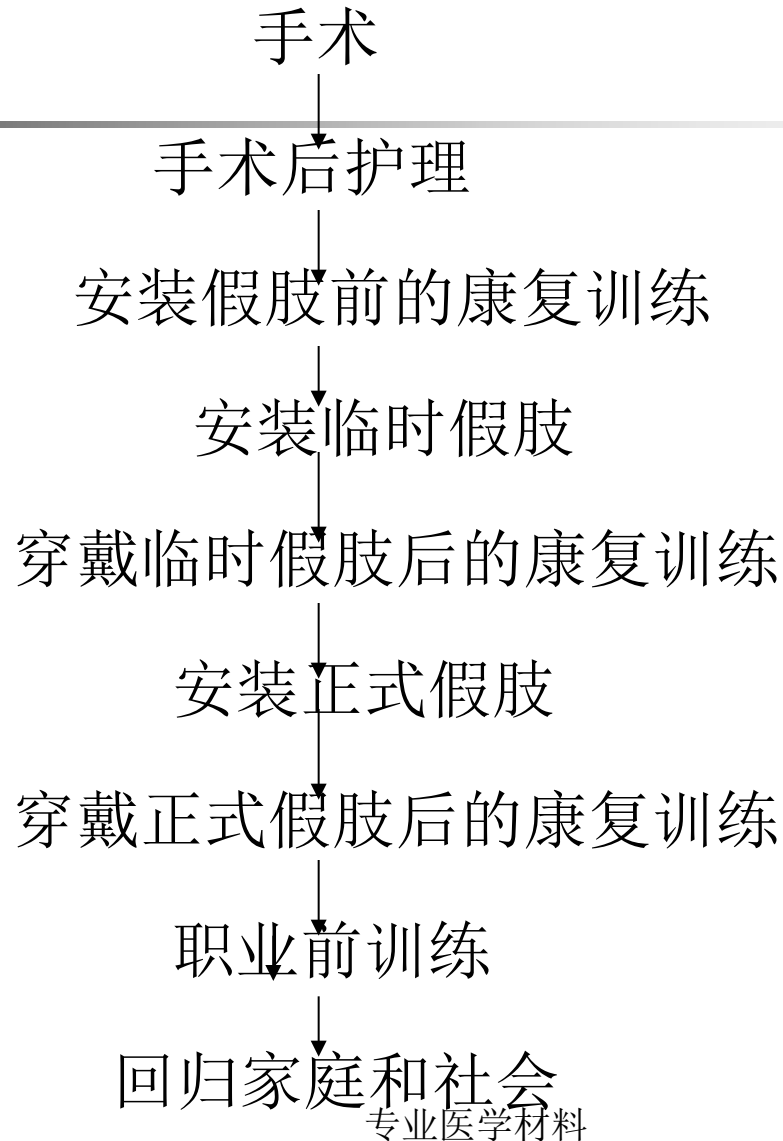 手术
手术后护理
安装假肢前的康复训练
安装临时假肢
穿戴临时假肢后的康复训练
安装正式假肢
穿戴正式假肢后的康复训练
职业前训练
回归家庭和社会
专业医学材料